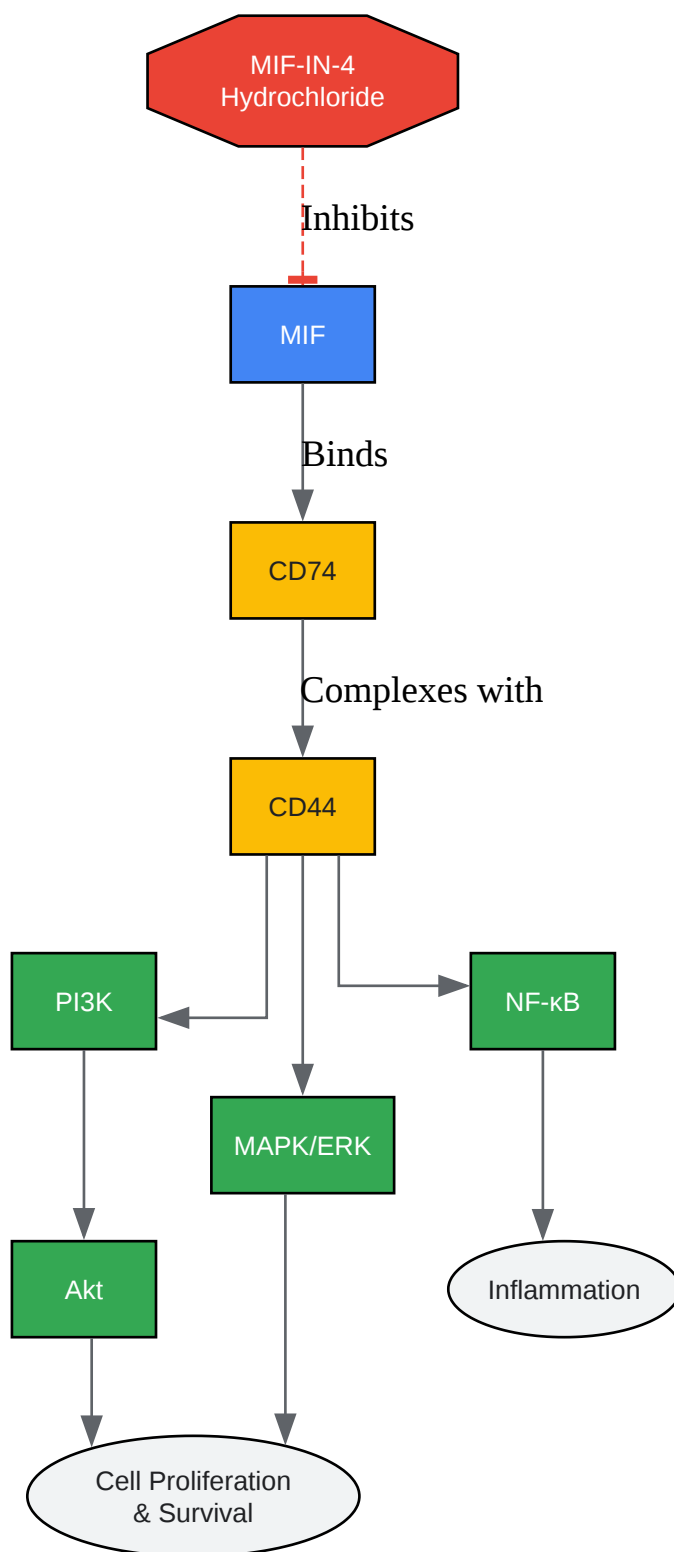 MIF-IN-4
Hydrochloride
Inhibits
MIF
Binds
CD74
Complexes with
CD44
PI3K
NF-κB
MAPK/ERK
Akt
Inflammation
Cell Proliferation
& Survival